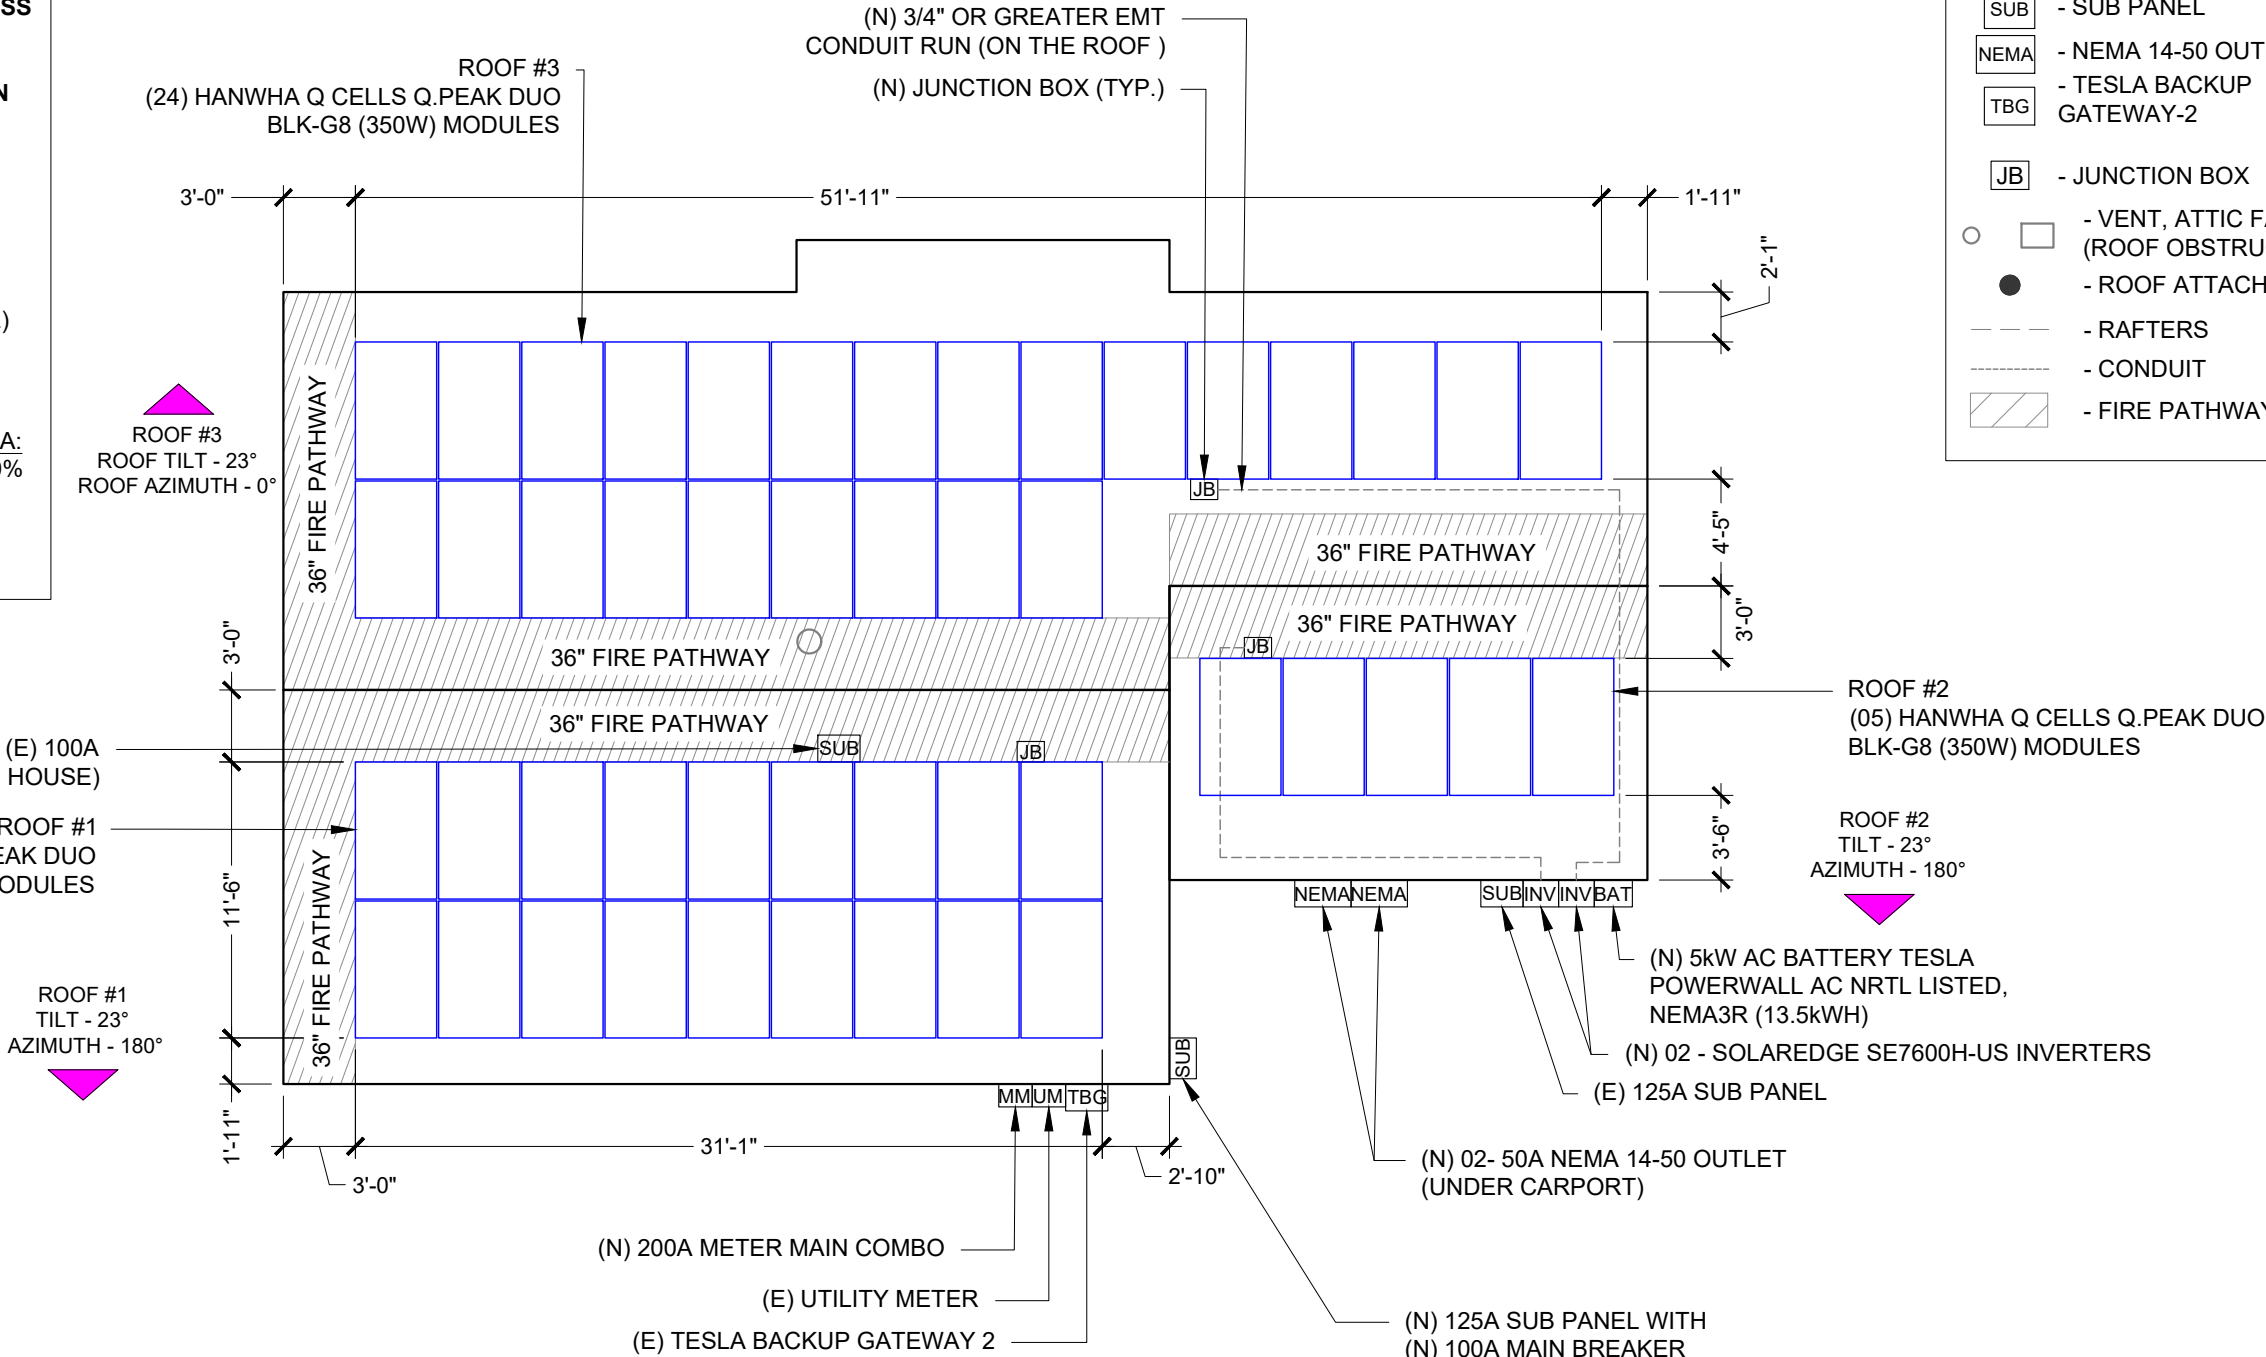 SS
N
)
A:
%
(N) 3/4" OR GREATER EMT
CONDUIT RUN (ON THE ROOF )
(N) JUNCTION BOX (TYP.)
ROOF #3
(24) HANWHA Q CELLS Q.PEAK DUO
BLK-G8 (350W) MODULES
SUB - SUB PANEL
NEMA - NEMA 14-50 OUT
TBG - TESLA BACKUP
GATEWAY-2
JB - JUNCTION BOX
- VENT, ATTIC FA
(ROOF OBSTRU
- ROOF ATTACH
- RAFTERS
- CONDUIT
- FIRE PATHWAY
3'-0"
51'-11"
1'-11"
2'-1"
ROOF #3
ROOF TILT - 23°
ROOF AZIMUTH - 0°
36" FIRE PATHWAY
JB
36" FIRE PATHWAY
4'-5"
36" FIRE PATHWAY
3'-0"
JB
36" FIRE PATHWAY
3'-0"
36" FIRE PATHWAY
(E) 100A
HOUSE)
SUB
JB
ROOF #2
(05) HANWHA Q CELLS Q.PEAK DUO
BLK-G8 (350W) MODULES
ROOF #1
EAK DUO
ODULES
11'-6"
36" FIRE PATHWAY
3'-6"
ROOF #2
TILT - 23°
AZIMUTH - 180°
NEMA NEMA SUB INV INV BAT
(N) 5kW AC BATTERY TESLA
POWERWALL AC NRTL LISTED,
NEMA3R (13.5kWH)
(N) 02 - SOLAREDGE SE7600H-US INVERTERS
(E) 125A SUB PANEL
ROOF #1
TILT - 23°
AZIMUTH - 180°
SUB
MM UM TBG
1'-11"
3'-0"
31'-1"
2'-10"
(N) 02- 50A NEMA 14-50 OUTLET
(UNDER CARPORT)
(N) 200A METER MAIN COMBO
(E) UTILITY METER
(E) TESLA BACKUP GATEWAY 2
(N) 125A SUB PANEL WITH
(N) 100A MAIN BREAKER